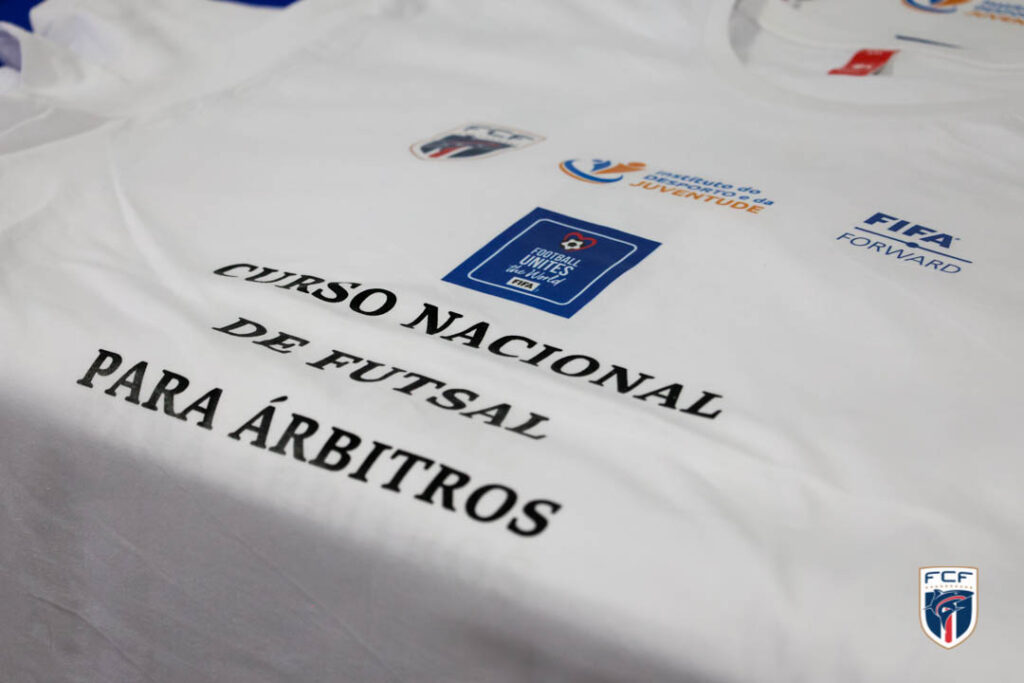 FCF
Instituto do
DESPORTO e da
JUVENTUDE
FIFA
FORWARD
FOOTBALL
UNITES
the World
FIFA
CURSO NACIONAL
DE FUTSAL
PARA ÁRBITROS
FCF